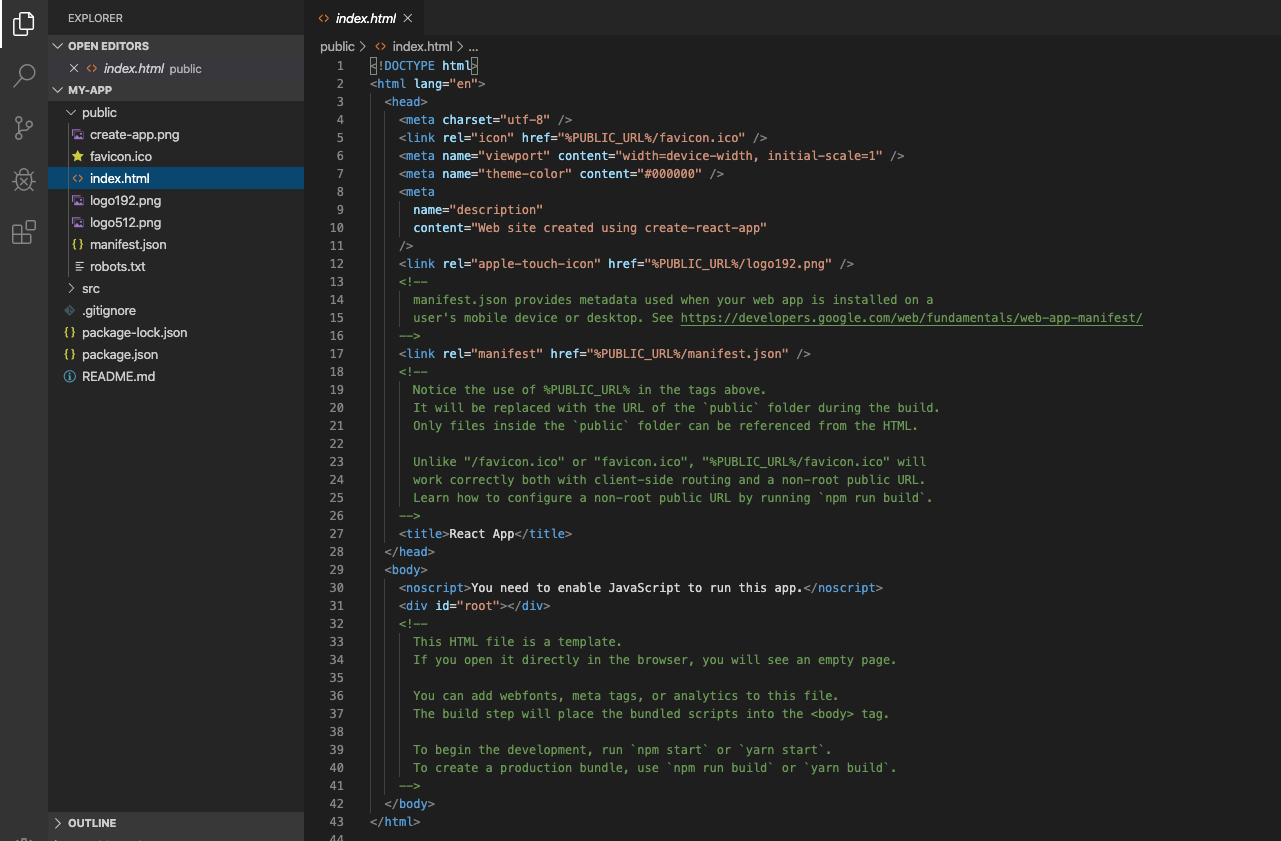 EXPLORER
OPEN EDITORS
index.html public
MY-APP
public
create-app.png
favicon.ico
index.html
logo192.png
logo512.png
manifest.json
robots.txt
src
.gitignore
package-lock.json
package.json
README.md
OUTLINE
index.html
public > index.html > ...
1 <!DOCTYPE html>
2 <html lang="en">
3 <head>
4 <meta charset="utf-8" />
5 <link rel="icon" href="%PUBLIC_URL%/favicon.ico" />
6 <meta name="viewport" content="width=device-width, initial-scale=1" />
7 <meta name="theme-color" content="#000000" />
8 <meta
9 name="description"
10 content="Web site created using create-react-app"
11 />
12 <link rel="apple-touch-icon" href="%PUBLIC_URL%/logo192.png" />
13 <!--
14 manifest.json provides metadata used when your web app is installed on a
15 user's mobile device or desktop. See https://developers.google.com/web/fundamentals/web-app-manifest/
16 -->
17 <link rel="manifest" href="%PUBLIC_URL%/manifest.json" />
18 <!--
19 Notice the use of %PUBLIC_URL% in the tags above.
20 It will be replaced with the URL of the `public` folder during the build.
21 Only files inside the `public` folder can be referenced from the HTML.
22
23 Unlike "/favicon.ico" or "favicon.ico", "%PUBLIC_URL%/favicon.ico" will
24 work correctly both with client-side routing and a non-root public URL.
25 Learn how to configure a non-root public URL by running `npm run build`.
26 -->
27 <title>React App</title>
28 </head>
29 <body>
30 <noscript>You need to enable JavaScript to run this app.</noscript>
31 <div id="root"></div>
32 <!--
33 This HTML file is a template.
34 If you open it directly in the browser, you will see an empty page.
35
36 You can add webfonts, meta tags, or analytics to this file.
37 The build step will place the bundled scripts into the <body> tag.
38
39 To begin the development, run `npm start` or `yarn start`.
40 To create a production bundle, use `npm run build` or `yarn build`.
41 -->
42 </body>
43 </html>
44